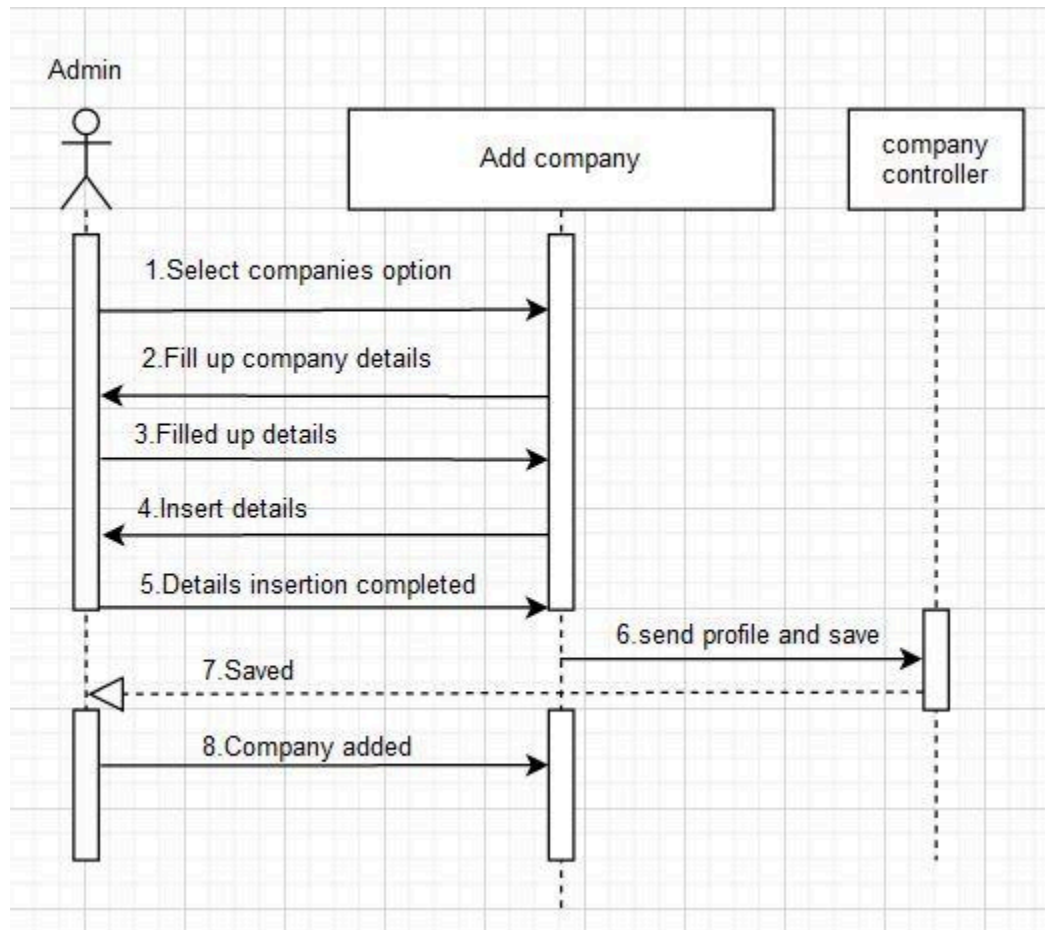 Admin
Add company
company
controller
1.Select companies option
2.Fill up company details
3.Filled up details
4.Insert details
5.Details insertion completed
6.send profile and save
7.Saved
8.Company added